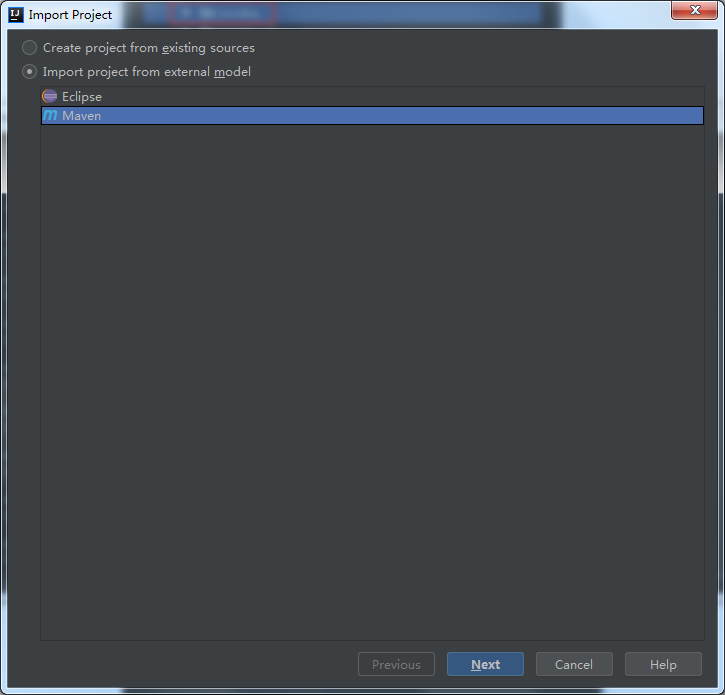 Import Project
Create project from existing sources
Import project from external model
Eclipse
Maven
Previous Next Cancel Help